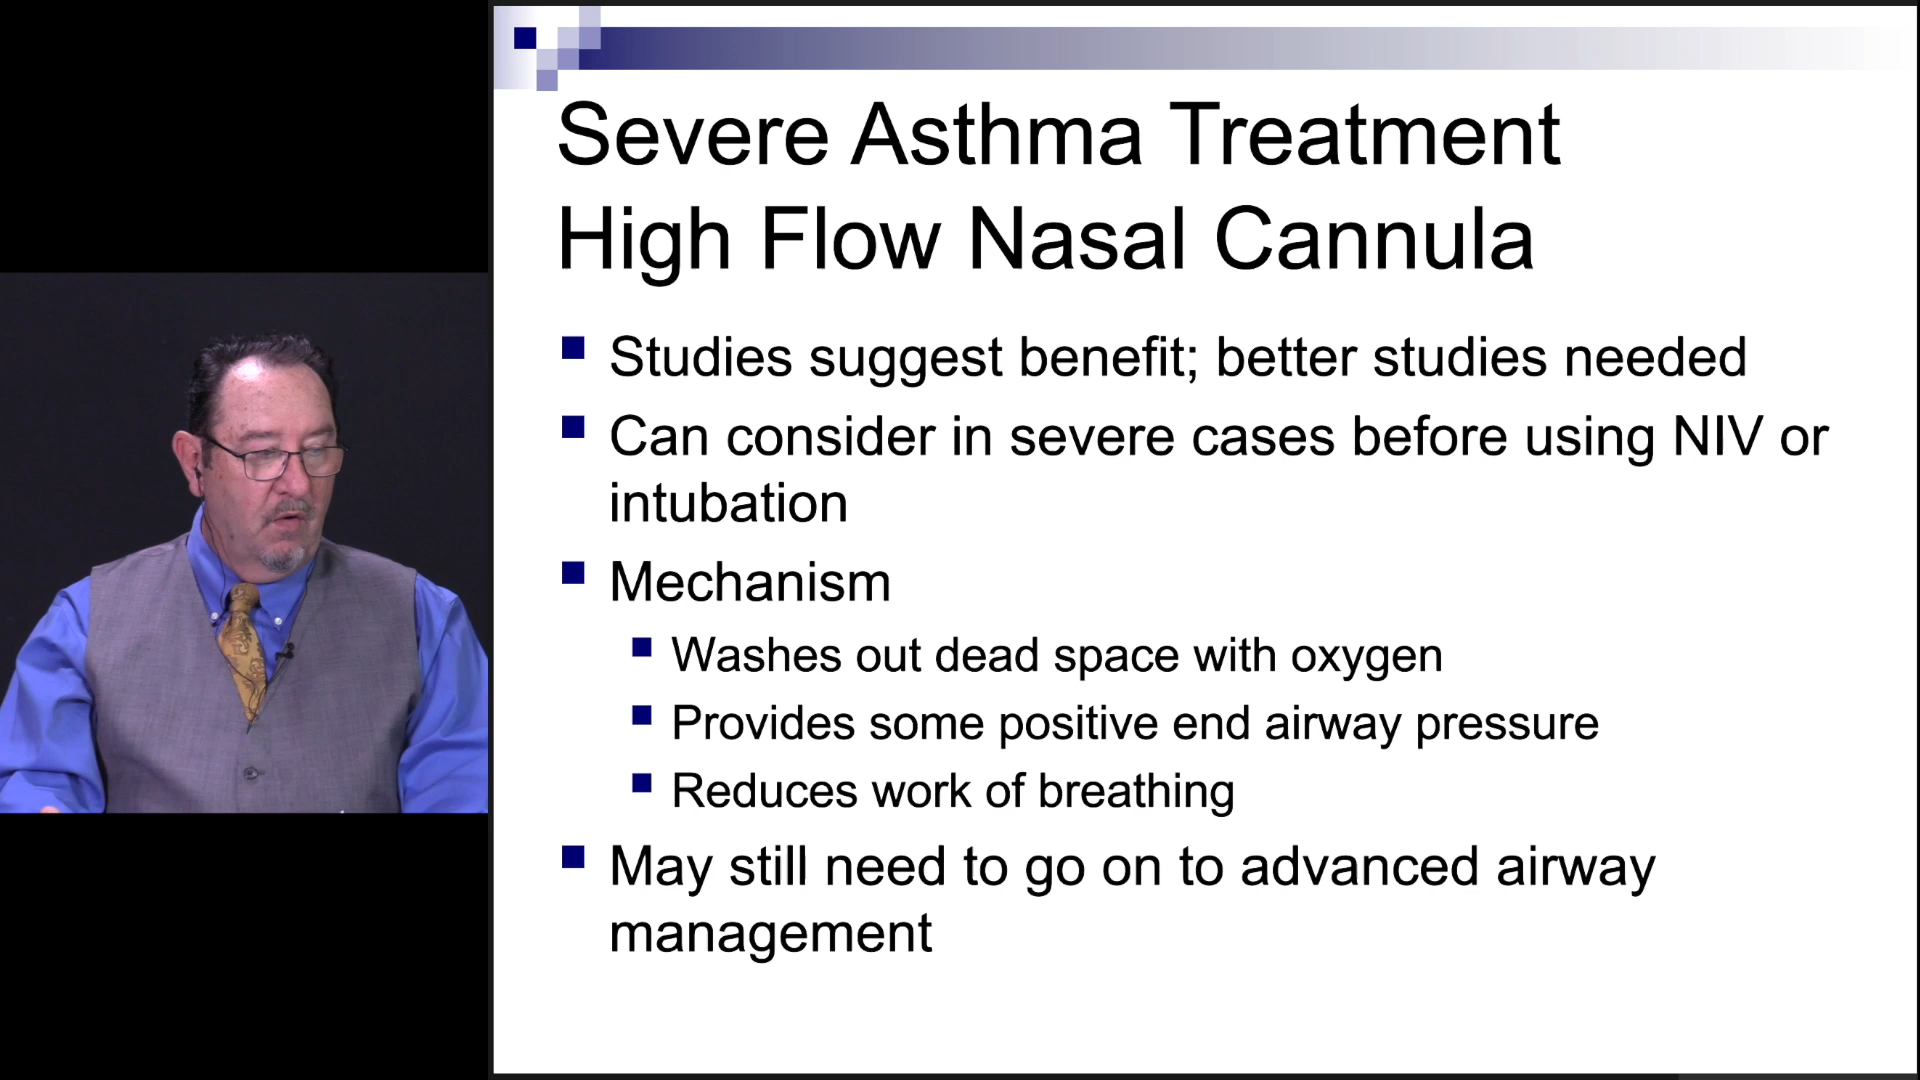 Severe Asthma Treatment
High Flow Nasal Cannula
Studies suggest benefit; better studies needed
Can consider in severe cases before using NIV or
intubation
Mechanism
Washes out dead space with oxygen
Provides some positive end airway pressure
Reduces work of breathing
May still need to go on to advanced airway
management